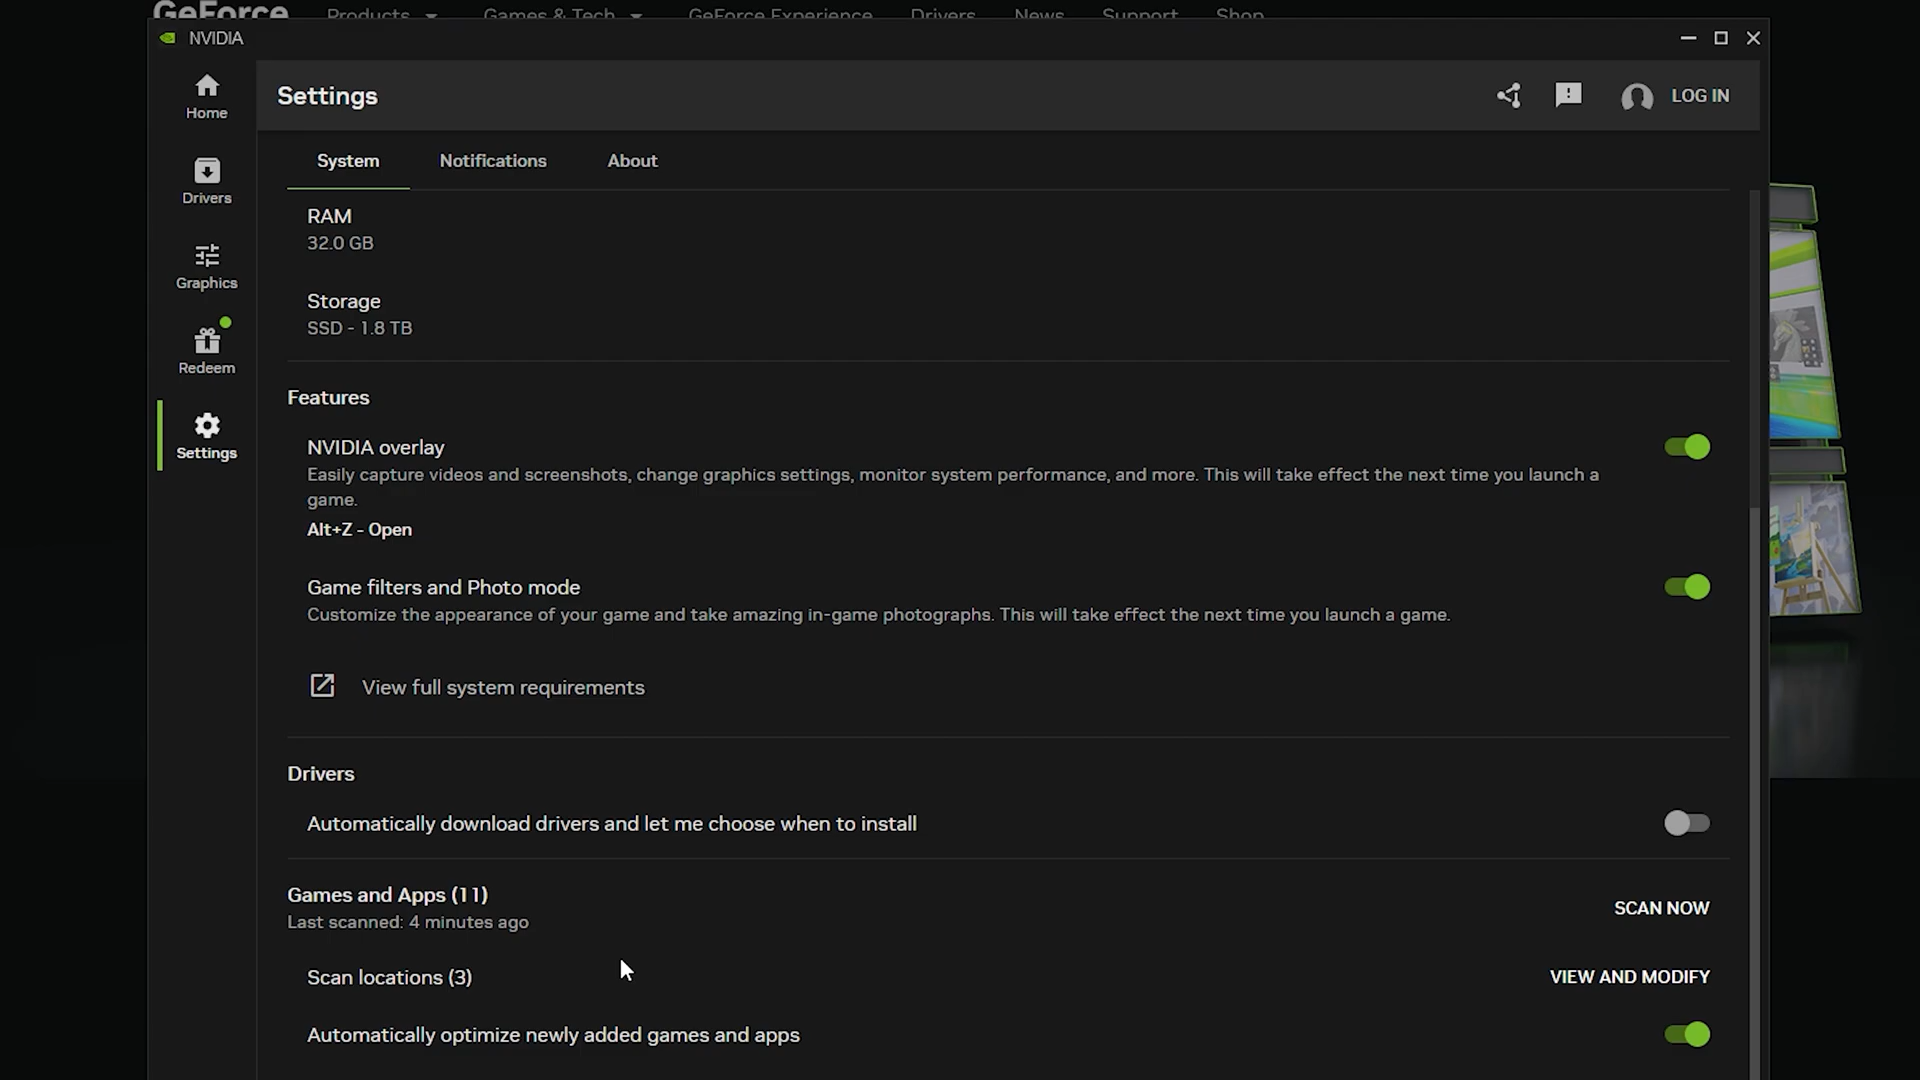 GeForce Products Games & Tech GeForce Experience Drivers News Support Shop
NVIDIA
Home
Drivers
Graphics
Redeem
Settings
Settings
LOG IN
System Notifications About
RAM
32.0 GB
Storage
SSD - 1.8 TB
Features
NVIDIA overlay
Easily capture videos and screenshots, change graphics settings, monitor system performance, and more. This will take effect the next time you launch a
game.
Alt+Z - Open
Game filters and Photo mode
Customize the appearance of your game and take amazing in-game photographs. This will take effect the next time you launch a game.
View full system requirements
Drivers
Automatically download drivers and let me choose when to install
Games and Apps (11)
Last scanned: 4 minutes ago
SCAN NOW
Scan locations (3)
VIEW AND MODIFY
Automatically optimize newly added games and apps